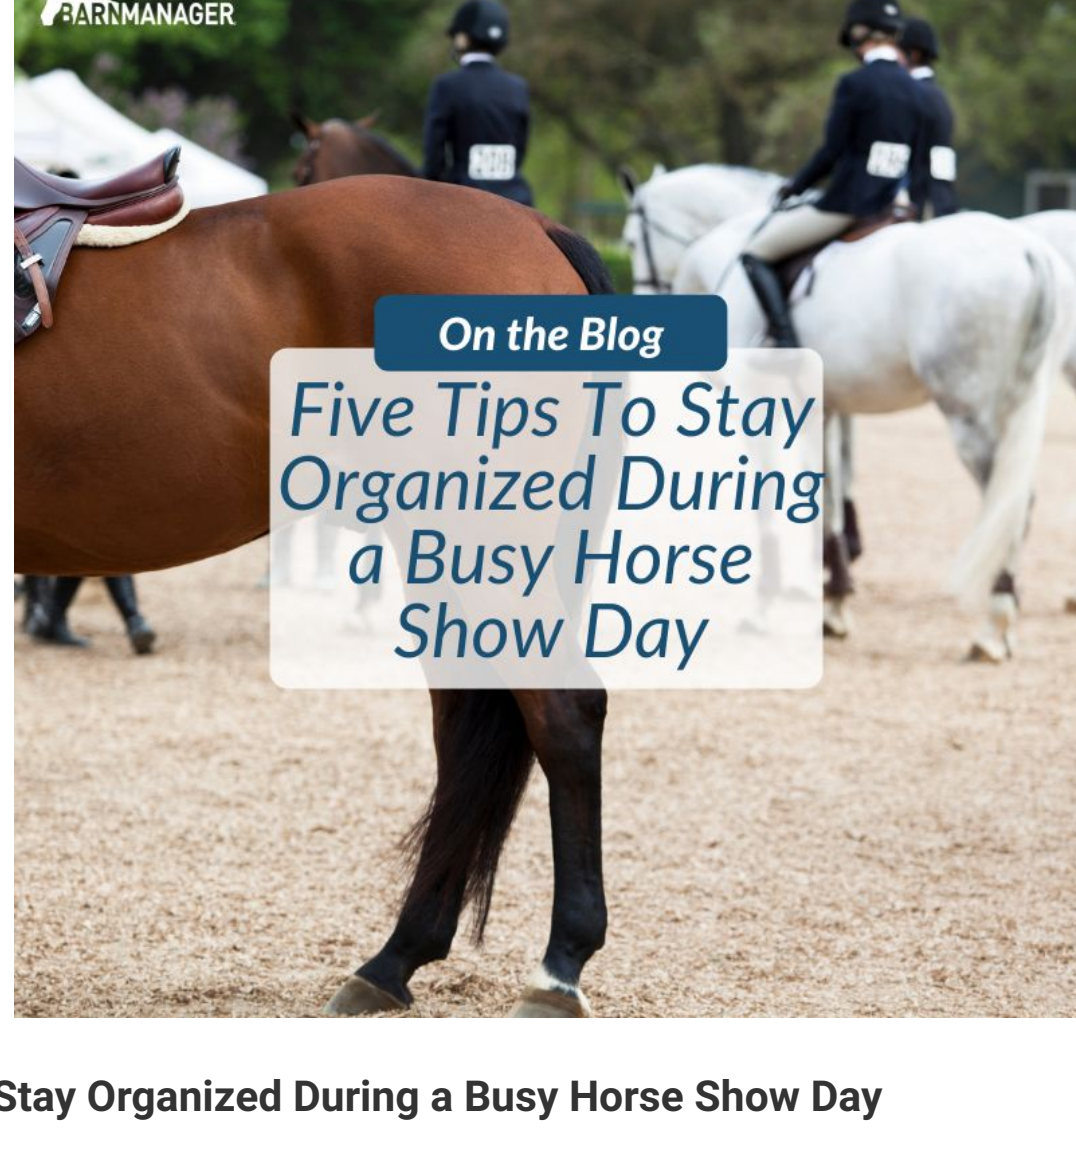 BARNMANAGER
On the Blog
Five Tips To Stay
Organized During
a Busy Horse
Show Day
Stay Organized During a Busy Horse Show Day